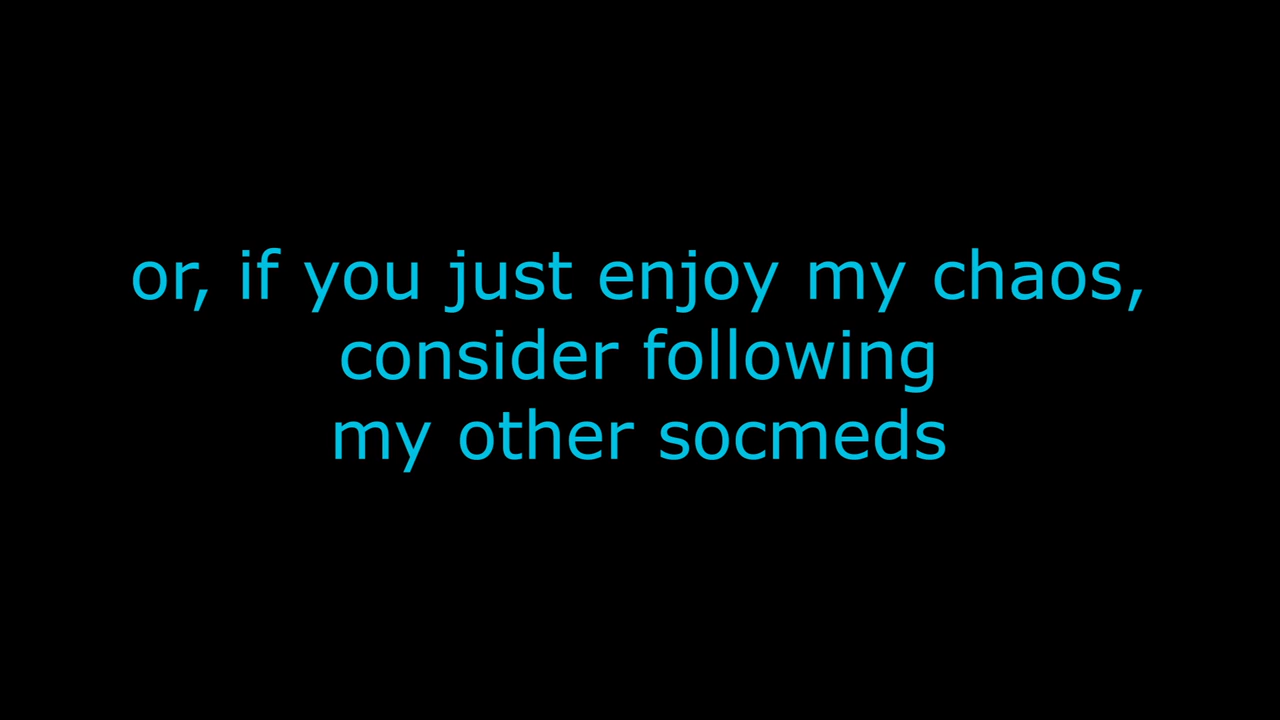 or, if you just enjoy my chaos,
consider following
my other socmeds